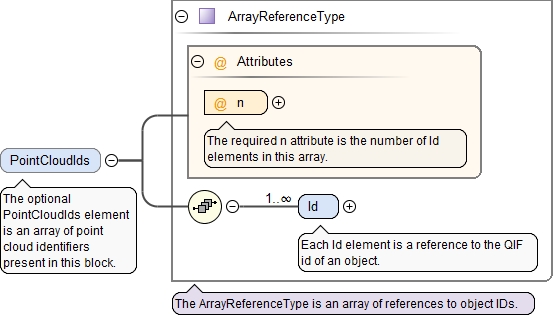 ArrayReferenceType
@ Attributes
@ n
The required n attribute is the number of Id
elements in this array.
PointCloudIds
The optional
PointCloudIds element
is an array of point
cloud identifiers
present in this block.
1..∞
Id
Each Id element is a reference to the QIF
id of an object.
The ArrayReferenceType is an array of references to object IDs.